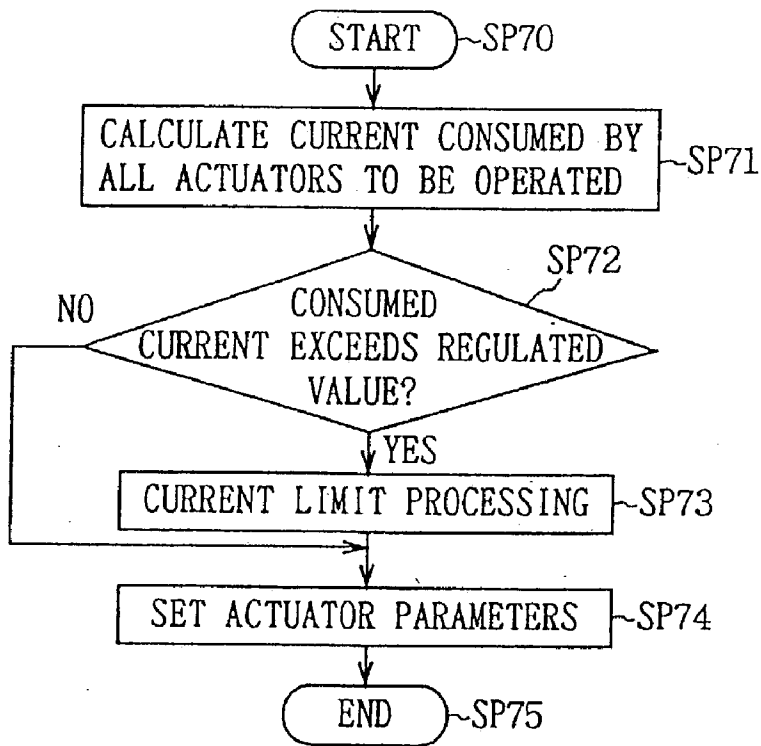 START
SP70
CALCULATE CURRENT CONSUMED BY
ALL ACTUATORS TO BE OPERATED
SP71
SP72
NO
CONSUMED
CURRENT EXCEEDS REGULATED
VALUE?
YES
CURRENT LIMIT PROCESSING
SP73
SET ACTUATOR PARAMETERS
SP74
END
SP75